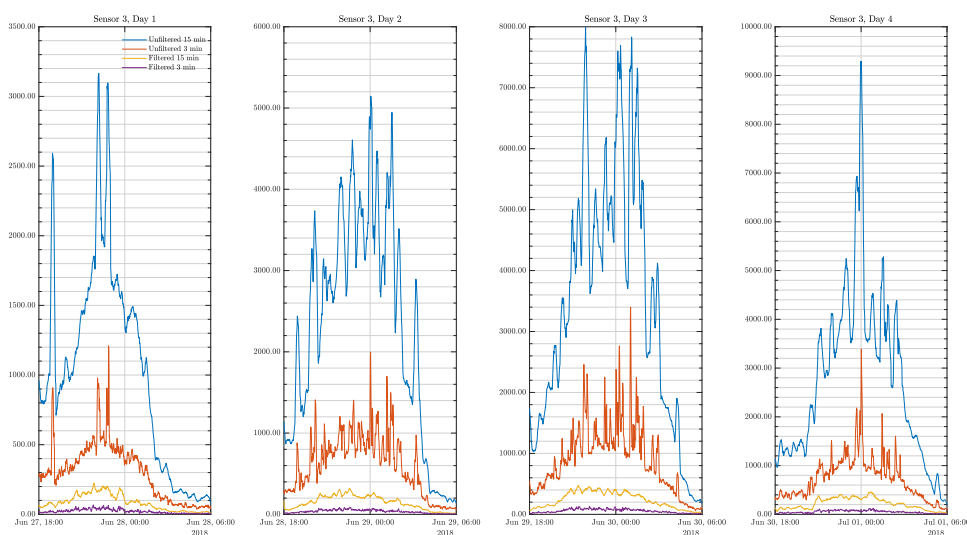 Sensor 3, Day 1
3500.00
3000.00
2500.00
2000.00
1500.00
1000.00
500.00
0.00
Unfiltered 15 min
Unfiltered 3 min
Filtered 15 min
Filtered 3 min
Jun 27, 18:00
Jun 28, 00:00
Jun 28, 06:00
2018
Sensor 3, Day 2
6000.00
5000.00
4000.00
3000.00
2000.00
1000.00
0.00
Jun 28, 18:00
Jun 29, 00:00
Jun 29, 06:00
2018
Sensor 3, Day 3
8000.00
7000.00
6000.00
5000.00
4000.00
3000.00
2000.00
1000.00
0.00
Jun 29, 18:00
Jun 30, 00:00
Jun 30, 06:00
2018
Sensor 3, Day 4
10000.00
9000.00
8000.00
7000.00
6000.00
5000.00
4000.00
3000.00
2000.00
1000.00
0.00
Jun 30, 18:00
Jul 01, 00:00
Jul 01, 06:00
2018